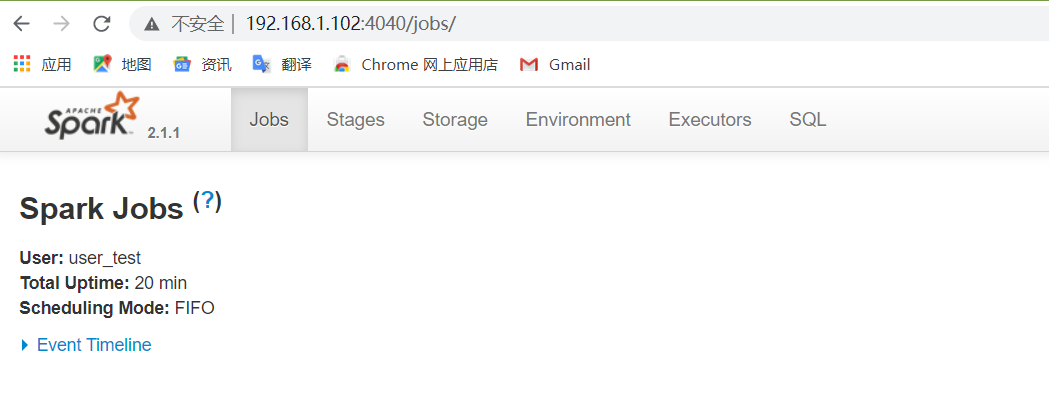 不安全 | 192.168.1.102:4040/jobs/
应用 地图 资讯 翻译 Chrome 网上应用店 Gmail
APACHE Spark 2.1.1 Jobs Stages Storage Environment Executors SQL
Spark Jobs (?)
User: user_test
Total Uptime: 20 min
Scheduling Mode: FIFO
Event Timeline